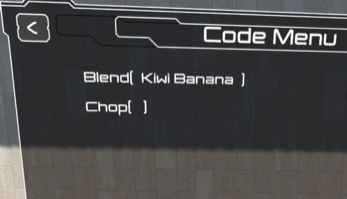 <
Code Menu
Blend( Kiwi Banana )
Chop( )